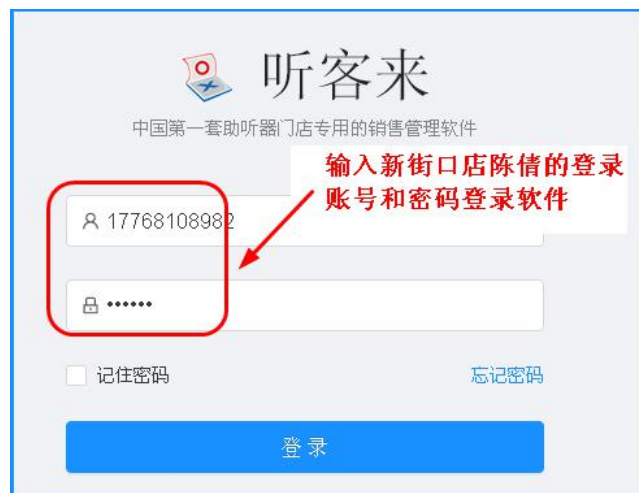 听客来
中国第一套助听器门店专用的销售管理软件
输入新街口店陈倩的登录
账号和密码登录软件
17768108982
••••••
记住密码
忘记密码
登录